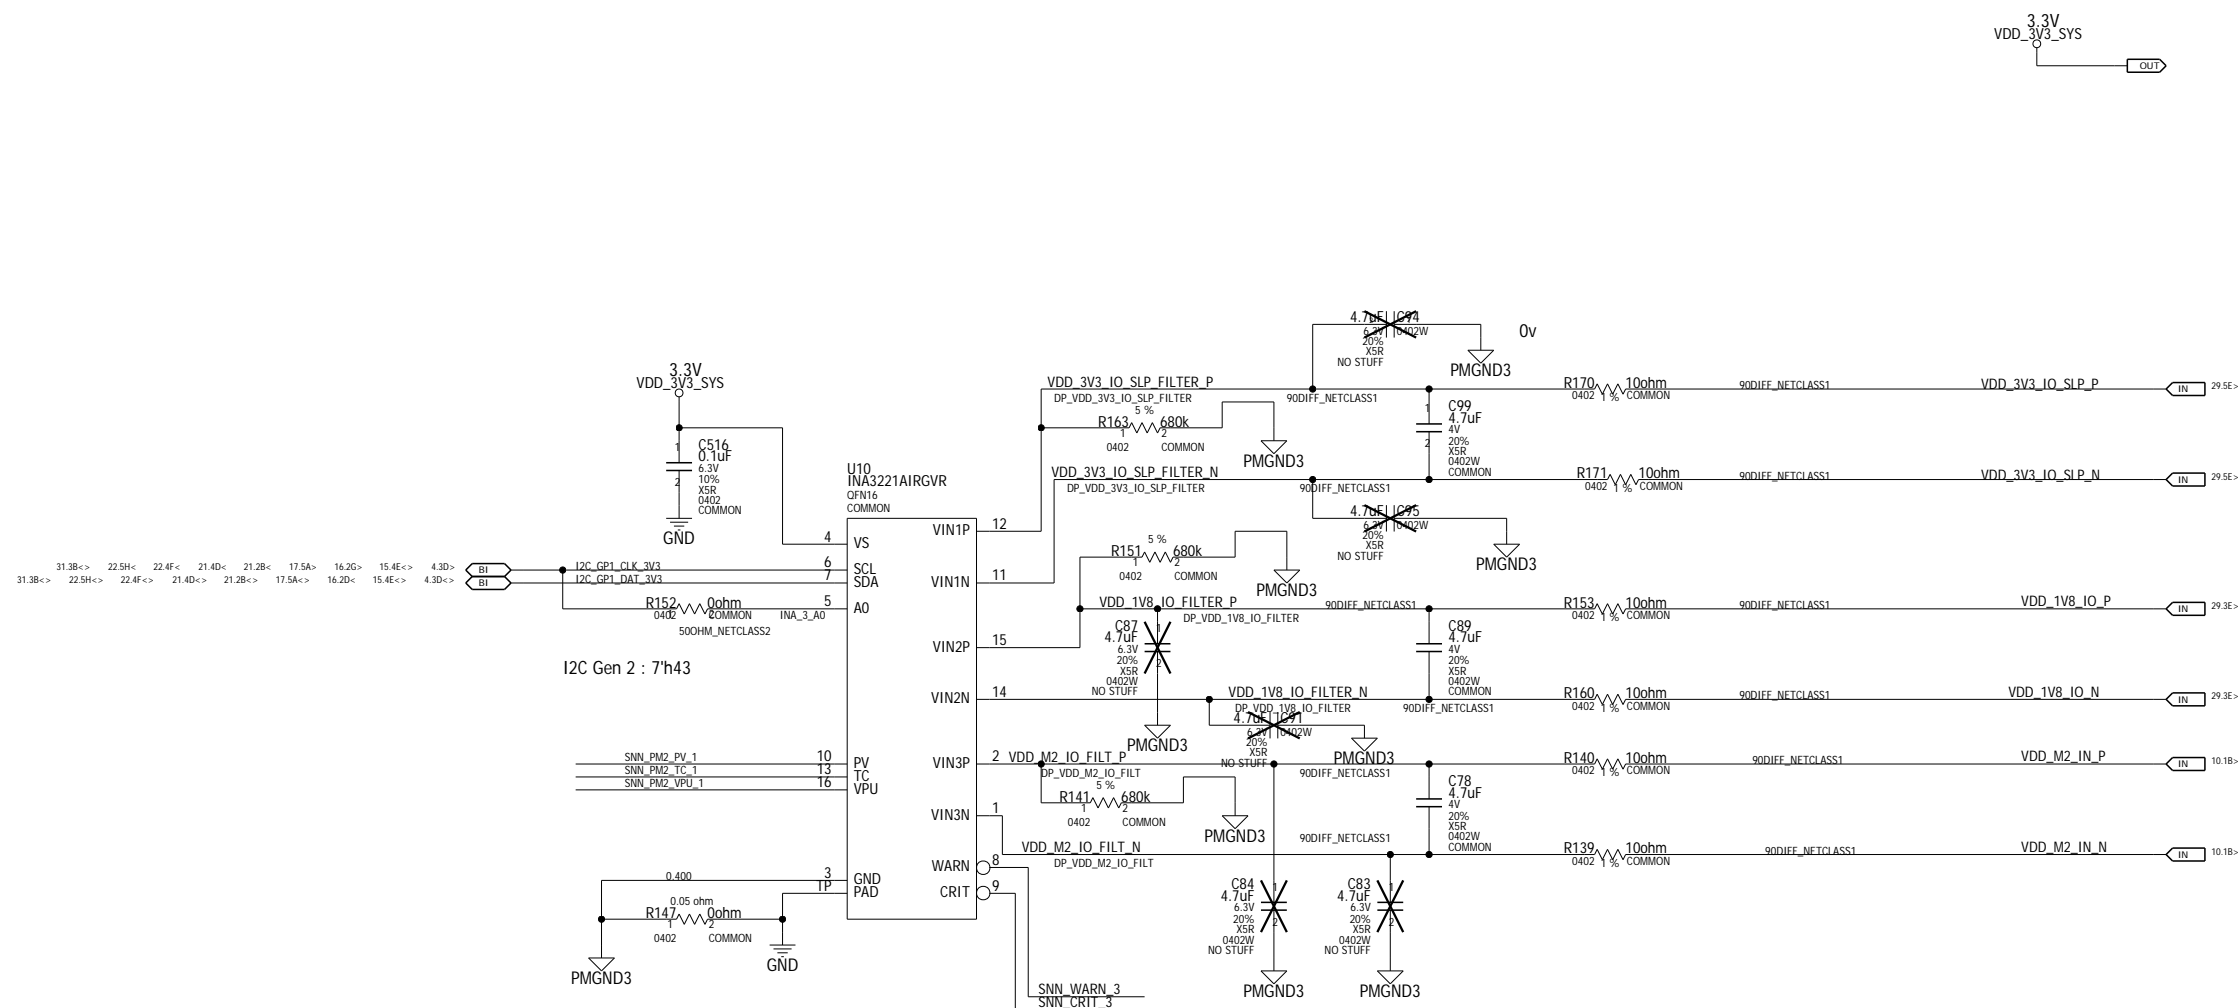 3.3V
VDD_3V3_SYS
OUT
4.7uF C94
6.3V 0402W
20%
X5R
NO STUFF
0v
PMGND3
3.3V
VDD_3V3_SYS
VDD_3V3_IO_SLP_FILTER_P
DP_VDD_3V3_IO_SLP_FILTER
90DIFF_NETCLASS1
R170 10ohm
0402 1 % COMMON
90DIFF_NETCLASS1
VDD_3V3_IO_SLP_P
IN
29.5E>
5 %
R163 680k
1 2
0402 COMMON
PMGND3
1
C99
4.7uF
4V
20%
X5R
0402W
COMMON
2
1
C516
0.1uF
6.3V
10%
X5R
0402
COMMON
2
GND
U10
INA3221AIRGVR
QFN16
COMMON
VDD_3V3_IO_SLP_FILTER_N
DP_VDD_3V3_IO_SLP_FILTER
90DIFF_NETCLASS1
R171 10ohm
0402 1 % COMMON
90DIFF_NETCLASS1
VDD_3V3_IO_SLP_N
IN
29.5E>
4.7uF C95
6.3V 0402W
20%
X5R
NO STUFF
PMGND3
4 VS
VIN1P 12
5 %
R151 680k
1 2
0402 COMMON
PMGND3
31.3B<> 22.5H< 22.4F< 21.4D< 21.2B< 17.5A> 16.2G> 15.4E<> 4.3D>
BI
I2C_GP1_CLK_3V3
6 SCL
31.3B<> 22.5H<> 22.4F<> 21.4D<> 21.2B<> 17.5A<> 16.2D< 15.4E<> 4.3D<>
BI
I2C_GP1_DAT_3V3
7 SDA
VIN1N 11
R152 0ohm
0402 COMMON
50OHM_NETCLASS2
INA_3_A0
5 A0
VDD_1V8_IO_FILTER_P
DP_VDD_1V8_IO_FILTER
90DIFF_NETCLASS1
R153 10ohm
0402 1 % COMMON
90DIFF_NETCLASS1
VDD_1V8_IO_P
IN
29.3E>
C87
4.7uF
6.3V
20%
X5R
0402W
NO STUFF
1
2
PMGND3
C89
4.7uF
4V
20%
X5R
0402W
COMMON
VIN2P 15
I2C Gen 2 : 7'h43
VIN2N 14
VDD_1V8_IO_FILTER_N
DP_VDD_1V8_IO_FILTER
90DIFF_NETCLASS1
R160 10ohm
0402 1 % COMMON
90DIFF_NETCLASS1
VDD_1V8_IO_N
IN
29.3E>
4.7uF C91
6.3V 0402W
20%
X5R
NO STUFF
PMGND3
SNN_PM2_PV_1
10 PV
SNN_PM2_TC_1
13 TC
SNN_PM2_VPU_1
16 VPU
VIN3P 2
VDD_M2_IO_FILT_P
DP_VDD_M2_IO_FILT
90DIFF_NETCLASS1
R140 10ohm
0402 1 % COMMON
90DIFF_NETCLASS1
VDD_M2_IN_P
IN
10.1B>
5 %
R141 680k
1 2
0402 COMMON
PMGND3
C78
4.7uF
4V
20%
X5R
0402W
COMMON
VIN3N 1
VDD_M2_IO_FILT_N
DP_VDD_M2_IO_FILT
90DIFF_NETCLASS1
R139 10ohm
0402 1 % COMMON
90DIFF_NETCLASS1
VDD_M2_IN_N
IN
10.1B>
WARN 8
CRIT 9
0.400
3 GND
TP PAD
0.05 ohm
R147 0ohm
1 2
0402 COMMON
PMGND3
GND
C84
4.7uF
6.3V
20%
X5R
0402W
NO STUFF
1
2
PMGND3
C83
4.7uF
6.3V
20%
X5R
0402W
NO STUFF
1
2
PMGND3
SNN_WARN_3
SNN_CRIT_3